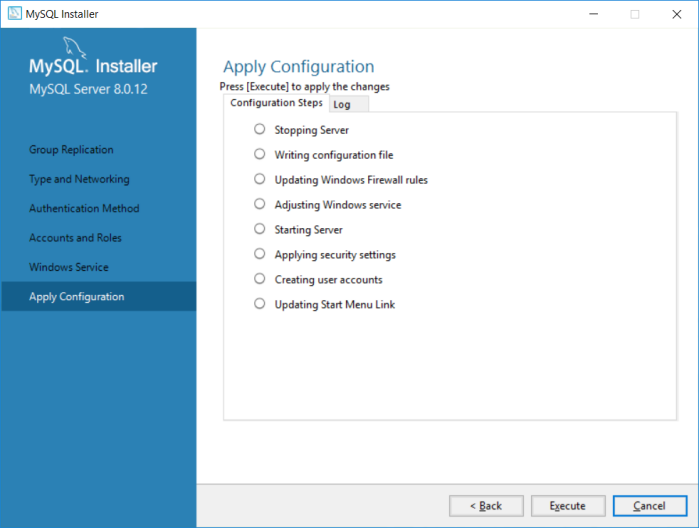 MySQL Installer
MySQL. Installer
MySQL Server 8.0.12
Group Replication
Type and Networking
Authentication Method
Accounts and Roles
Windows Service
Apply Configuration
Apply Configuration
Press [Execute] to apply the changes
Configuration Steps Log
Stopping Server
Writing configuration file
Updating Windows Firewall rules
Adjusting Windows service
Starting Server
Applying security settings
Creating user accounts
Updating Start Menu Link
< Back Execute Cancel